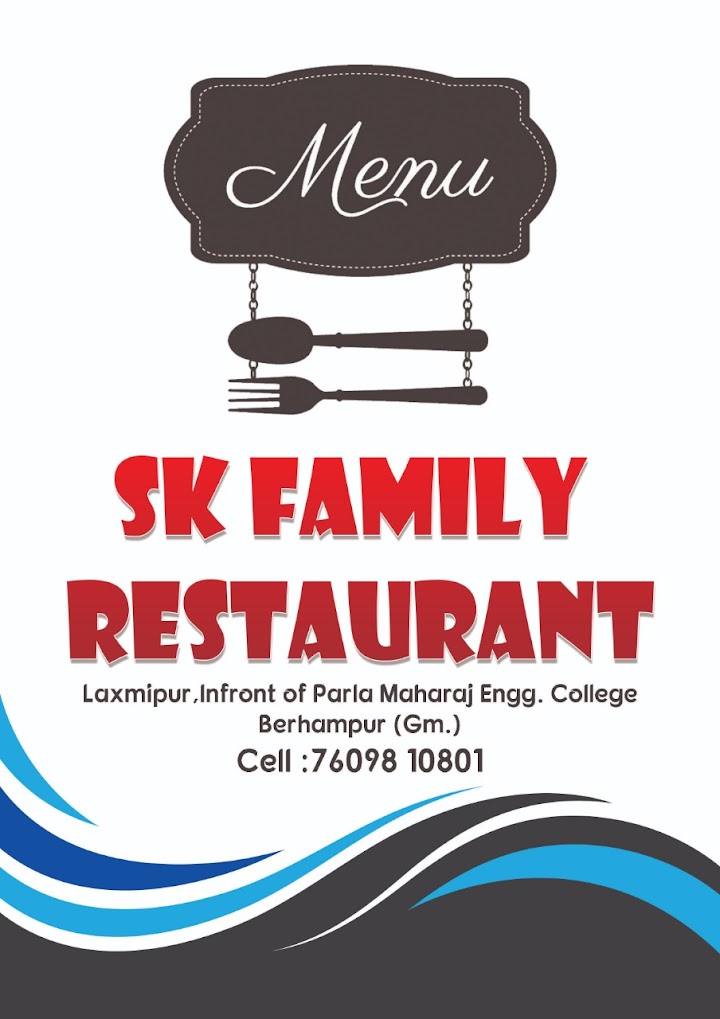 Menu
SK FAMILY
RESTAURANT
Laxmipur,Infront of Parla Maharaj Engg. College
Berhampur (Gm.)
Cell :76098 10801